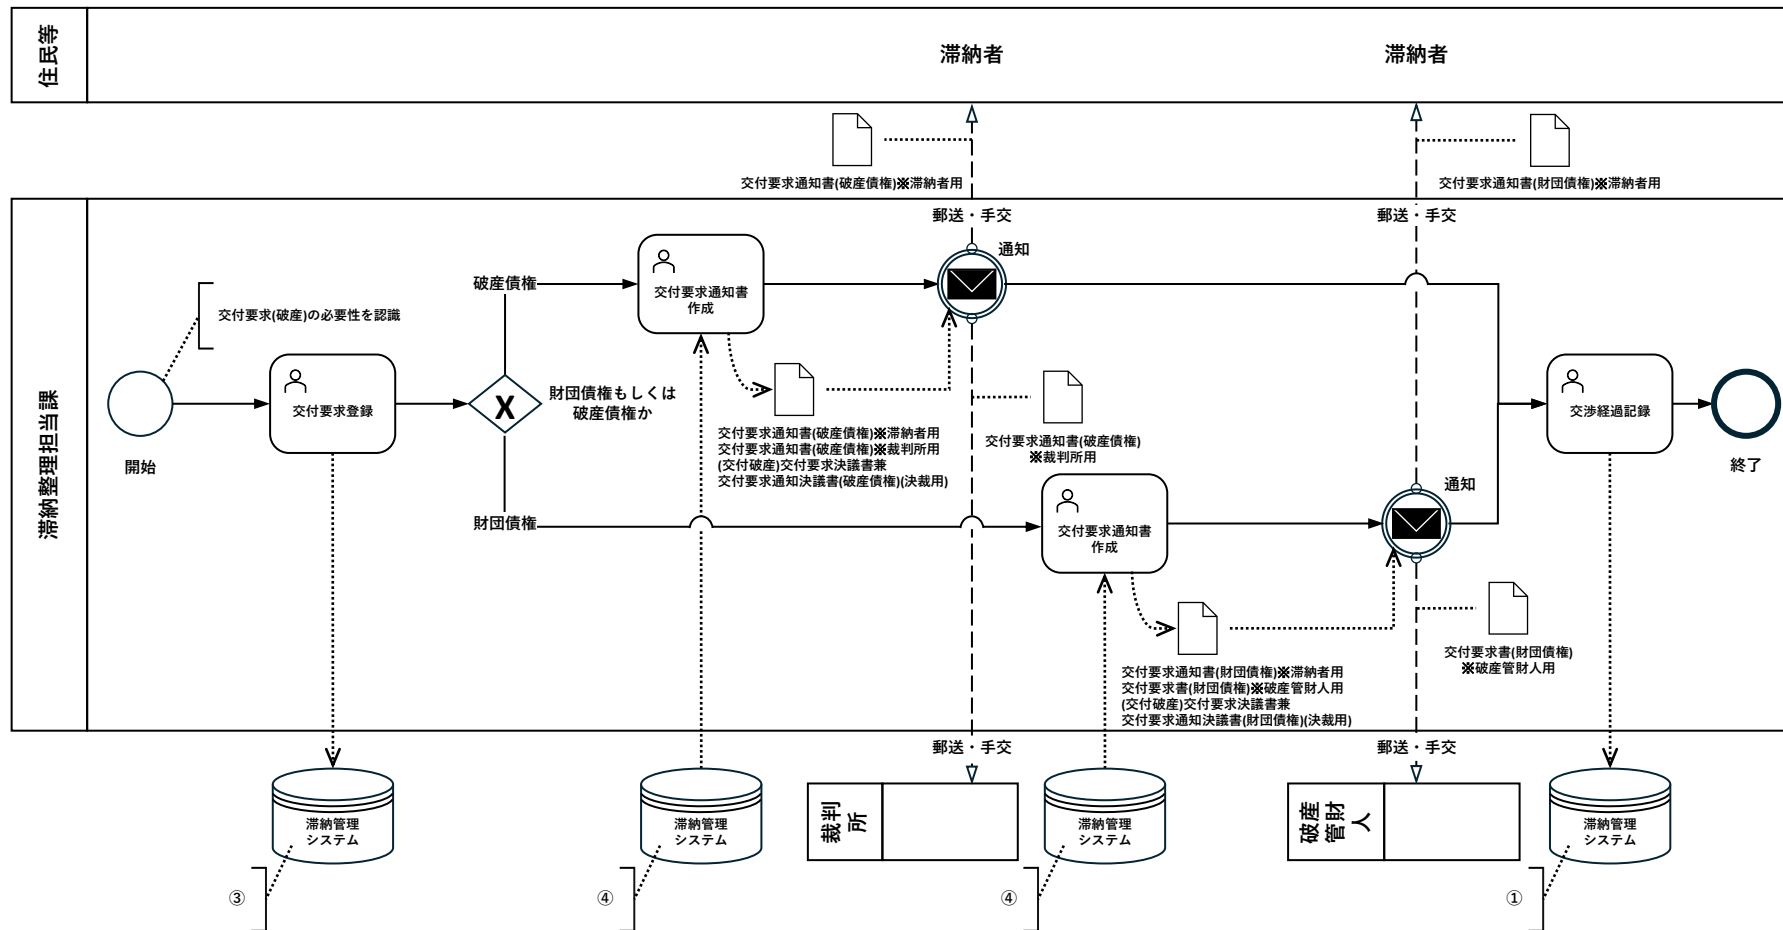 住民等
滞納者
滞納者
交付要求通知書(破産債権)※滞納者用
交付要求通知書(財団債権)※滞納者用
滞納整理担当課
郵送・手交
郵送・手交
通知
破産債権
交付要求通知書
作成
交付要求(破産)の必要性を認識
開始
交付要求登録
X
財団債権もしくは
破産債権か
交付要求通知書(破産債権)※滞納者用
交付要求通知書(破産債権)※裁判所用
(交付破産)交付要求決議書兼
交付要求通知決議書(破産債権)(決裁用)
交付要求通知書(破産債権)
※裁判所用
交渉経過記録
終了
通知
財団債権
交付要求通知書
作成
交付要求書(財団債権)
※破産管財人用
交付要求通知書(財団債権)※滞納者用
交付要求書(財団債権)※破産管財人用
(交付破産)交付要求決議書兼
交付要求通知決議書(財団債権)(決裁用)
郵送・手交
郵送・手交
滞納管理
システム
滞納管理
システム
裁判
所
滞納管理
システム
破産
管財
人
滞納管理
システム
③
④
④
①